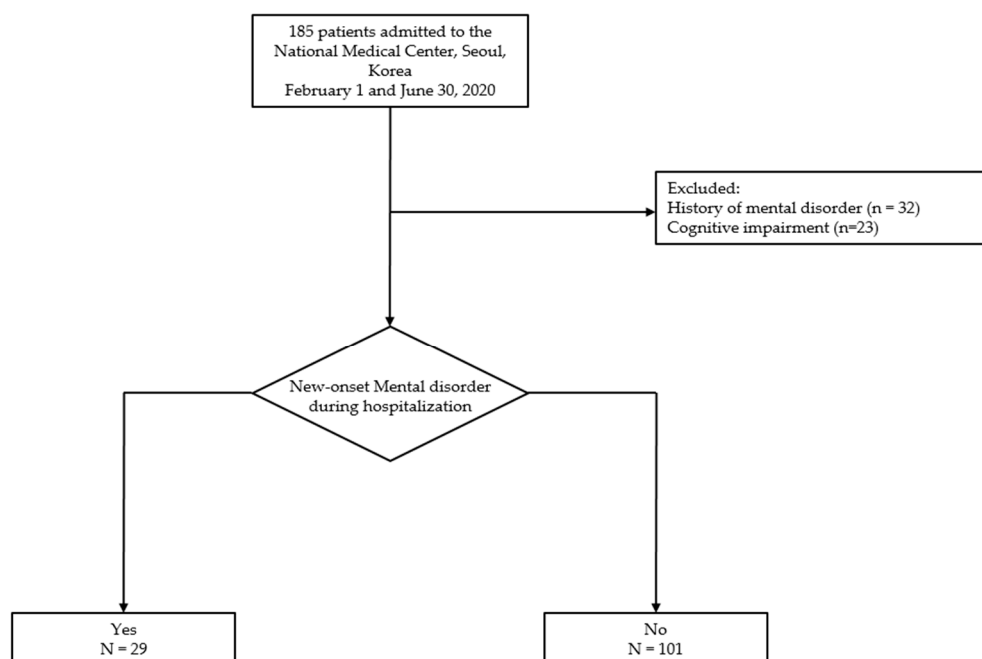 185 patients admitted to the
National Medical Center, Seoul,
Korea
February 1 and June 30, 2020
Excluded:
History of mental disorder (n = 32)
Cognitive impairment (n=23)
New-onset Mental disorder
during hospitalization
Yes
N = 29
No
N = 101